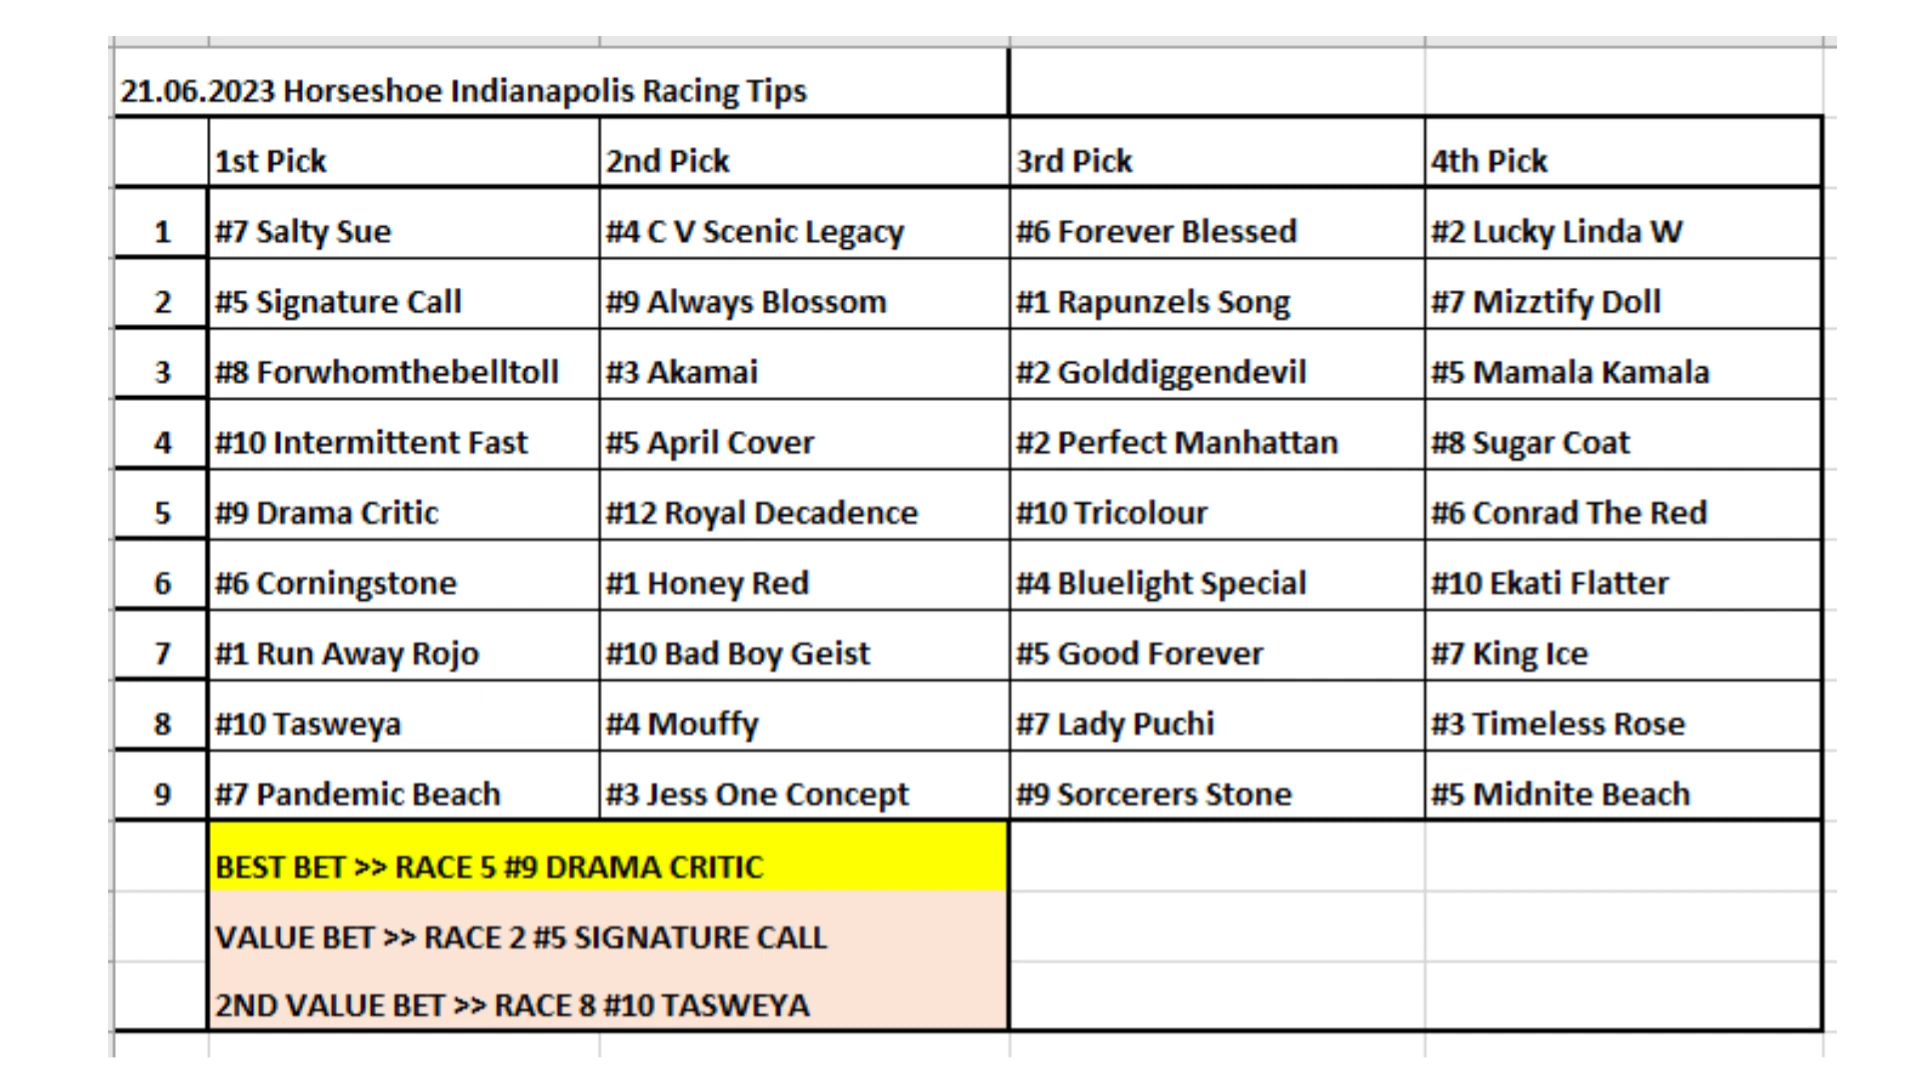 21.06.2023 Horseshoe Indianapolis Racing Tips
1st Pick 2nd Pick 3rd Pick 4th Pick
1 #7 Salty Sue #4 C V Scenic Legacy #6 Forever Blessed #2 Lucky Linda W
2 #5 Signature Call #9 Always Blossom #1 Rapunzels Song #7 Mizztify Doll
3 #8 Forwhomthebelltoll #3 Akamai #2 Golddiggendevil #5 Mamala Kamala
4 #10 Intermittent Fast #5 April Cover #2 Perfect Manhattan #8 Sugar Coat
5 #9 Drama Critic #12 Royal Decadence #10 Tricolour #6 Conrad The Red
6 #6 Corningstone #1 Honey Red #4 Bluelight Special #10 Ekati Flatter
7 #1 Run Away Rojo #10 Bad Boy Geist #5 Good Forever #7 King Ice
8 #10 Tasweya #4 Mouffy #7 Lady Puchi #3 Timeless Rose
9 #7 Pandemic Beach #3 Jess One Concept #9 Sorcerers Stone #5 Midnite Beach
BEST BET >> RACE 5 #9 DRAMA CRITIC
VALUE BET >> RACE 2 #5 SIGNATURE CALL
2ND VALUE BET >> RACE 8 #10 TASWEYA